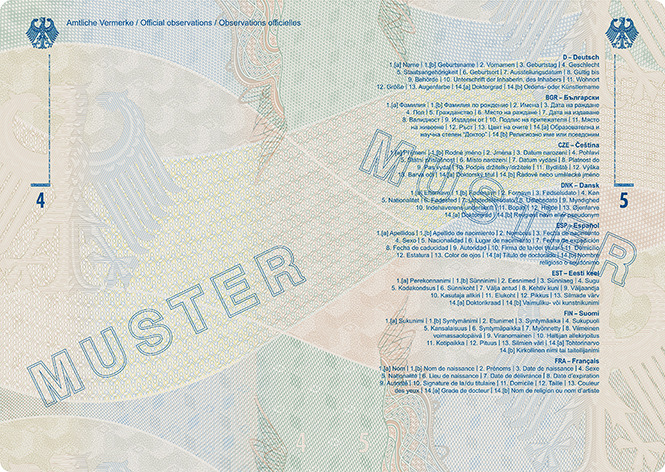 Amtliche Vermerke / Official observations / Observations officielles
4
MUSTER
D – Deutsch
1.[a] Name | 1.[b] Geburtsname | 2. Vornamen | 3. Geburtstag | 4. Geschlecht
5. Staatsangehörigkeit | 6. Geburtsort | 7. Ausstellungsdatum | 8. Gültig bis
9. Behörde | 10. Unterschrift der Inhaberin, des Inhabers | 11. Wohnort
12. Größe | 13. Augenfarbe | 14.[a] Doktorgrad | 14.[b] Ordens- oder Künstlername
BGR – Български
1.[a] Фамилия | 1.[b] Фамилия по рождение | 2. Имена | 3. Дата на раждане
4. Пол | 5. Гражданство | 6. Място на раждане | 7. Дата на издаване
8. Валидност | 9. Издаден от | 10. Подпис на притежателя | 11. Место
на живеене | 12. Ръст | 13. Цвят на очите | 14.[a] Образователна и
научна степен "Доктор" | 14.[b] Религиозно име или псевдоним
CZE – Čeština
1.[a] Příjmení | 1.[b] Rodné jméno | 2. Jména | 3. Datum narození | 4. Pohlaví
5. Státní příslušnost | 6. Místo narození | 7. Datum vydání | 8. Platnost do
9. Pas vydal | 10. Podpis držitelky/držitele | 11. Bydliště | 12. Výška
13. Barva očí | 14.[a] Doktorský titul | 14.[b] Řádové nebo umělecké jméno
DNK – Dansk
1.[a] Efternavn | 1.[b] Fødenavn | 2. Fornavn | 3. Fødselsdato | 4. Køn
5. Nationalitet | 6. Fødested | 7. Udstedelsesdato | 8. Udløbsdato | 9. Myndighed
10. Indehaverens underskrift | 11. Bopæl | 12. Højde | 13. Øjenfarve
14.[a] Doktorgrad | 14.[b] Religiøst navn eller pseudonym
ESP – Español
1.[a] Apellidos | 1.[b] Apellido de nacimiento | 2. Nombres | 3. Fecha de nacimiento
4. Sexo | 5. Nacionalidad | 6. Lugar de nacimiento | 7. Fecha de expedición
8. Fecha de caducidad | 9. Autoridad | 10. Firma de la/del titular | 11. Domicilio
12. Estatura | 13. Color de ojos | 14.[a] Título de doctorado | 14.[b] Nombre
religioso o seudónimo
EST – Eesti keel
1.[a] Perekonnanimi | 1.[b] Sünninimi | 2. Eesnimed | 3. Sünniaeg | 4. Sugu
5. Kodakondsus | 6. Sünnikoht | 7. Välja antud | 8. Kehtiv kuni | 9. Väljaandja
10. Kasutaja allkiri | 11. Elukoht | 12. Pikkus | 13. Silmade värv
14.[a] Doktorikraad | 14.[b] Vaimuliku- või kunstnikunimi
FIN – Suomi
1.[a] Sukunimi | 1.[b] Syntymänimi | 2. Etunimet | 3. Syntymäaika | 4. Sukupuoli
5. Kansalaisuus | 6. Syntymäpaikka | 7. Myönnetty | 8. Viimeinen
voimassaolopäivä | 9. Viranomainen | 10. Haltijan allekirjoitus
11. Kotipaikka | 12. Pituus | 13. Silmien väri | 14.[a] Tohtorinarvo
14.[b] Kirkollinen nimi tai taiteilijanimi
FRA – Français
1.[a] Nom | 1.[b] Nom de naissance | 2. Prénoms | 3. Date de naissance | 4. Sexe
5. Nationalité | 6. Lieu de naissance | 7. Date de délivrance | 8. Date d'expiration
9. Autorité | 10. Signature de la/du titulaire | 11. Domicile | 12. Taille | 13. Couleur
des yeux | 14.[a] Grade de docteur | 14.[b] Nom de religion ou nom d'artiste
5
MUSTER
4 - 5